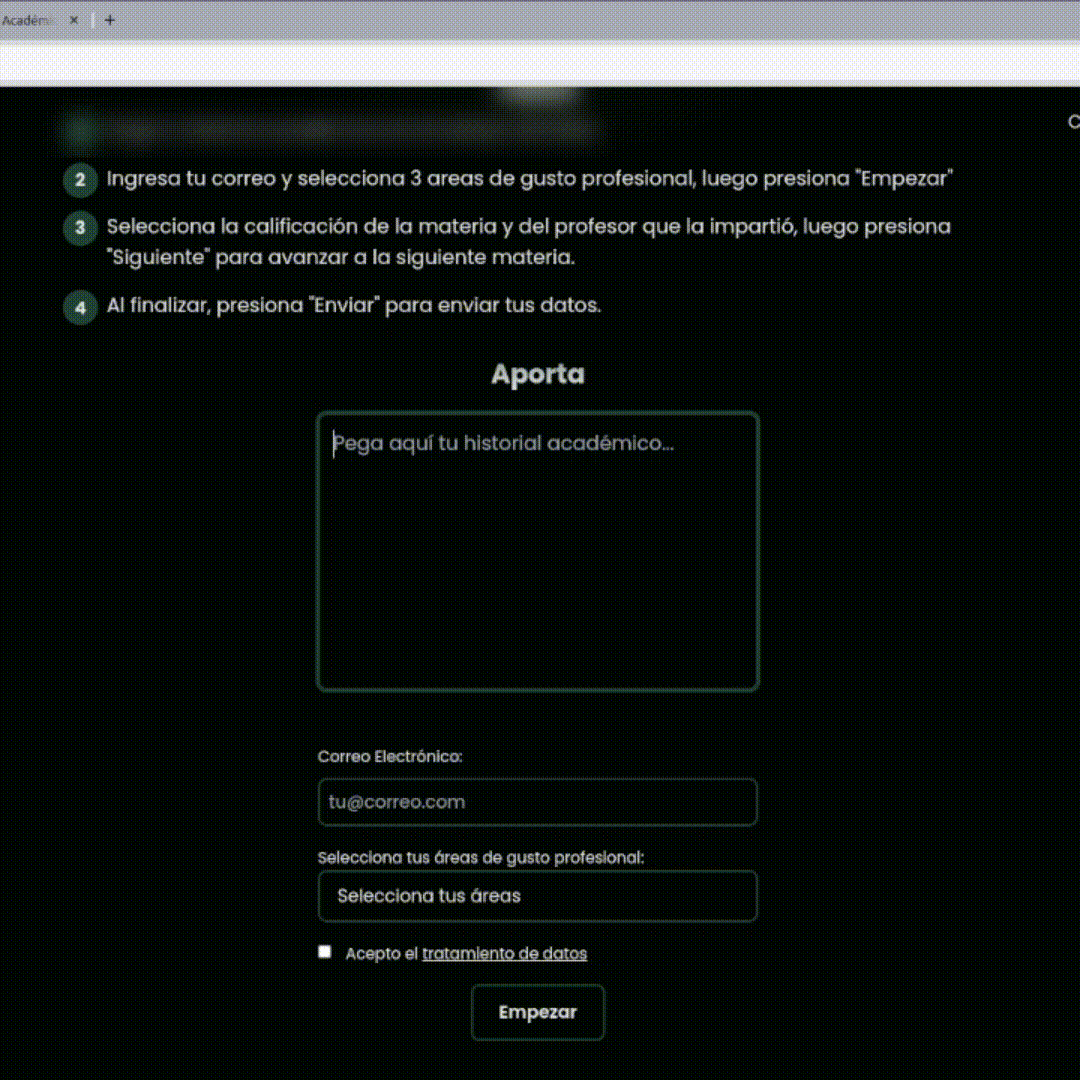 Académ
2 Ingresa tu correo y selecciona 3 areas de gusto profesional, luego presiona "Empezar"
3 Selecciona la calificación de la materia y del profesor que la impartió, luego presiona
"Siguiente" para avanzar a la siguiente materia.
4 Al finalizar, presiona "Enviar" para enviar tus datos.
Aporta
Pega aquí tu historial académico...
Correo Electrónico:
tu@correo.com
Selecciona tus áreas de gusto profesional:
Selecciona tus áreas
Acepto el tratamiento de datos
Empezar